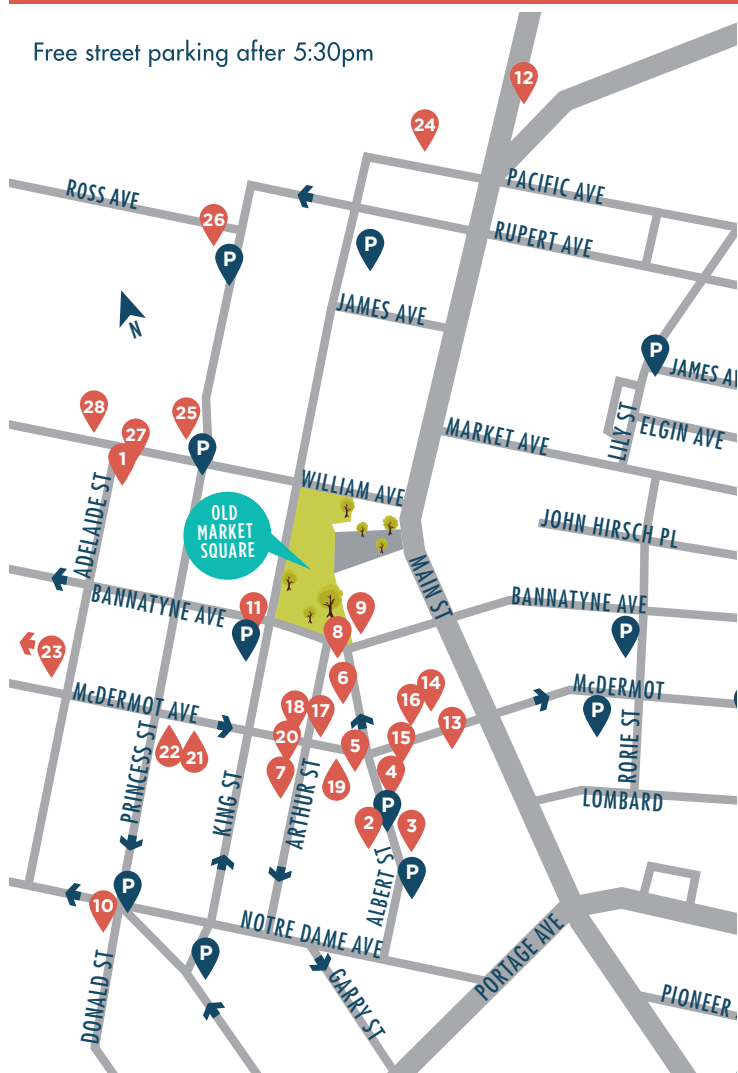 Free street parking after 5:30pm
12
24
PACIFIC AVE
ROSS AVE
26
RUPERT AVE
P
P
JAMES AVE
N
P
JAMES AV
28
25
27
LILY ST
ELGIN AVE
MARKET AVE
P
1
WILLIAM AVE
ADELAIDE ST
OLD
MARKET
SQUARE
JOHN HIRSCH PL
MAIN ST
BANNATYNE AVE
BANNATYNE AVE
11
9
8
P
P
23
6
McDERMOT AVE
McDERMOT
14
16
18
17
13
P
20
15
5
22
21
PRINCESS ST
7
19
4
RORIE ST
LOMBARD
KING ST
ARTHUR ST
P
2
3
ALBERT ST
P
P
10
NOTRE DAME AVE
P
PORTAGE AVE
DONALD ST
GARRY ST
PIONEER